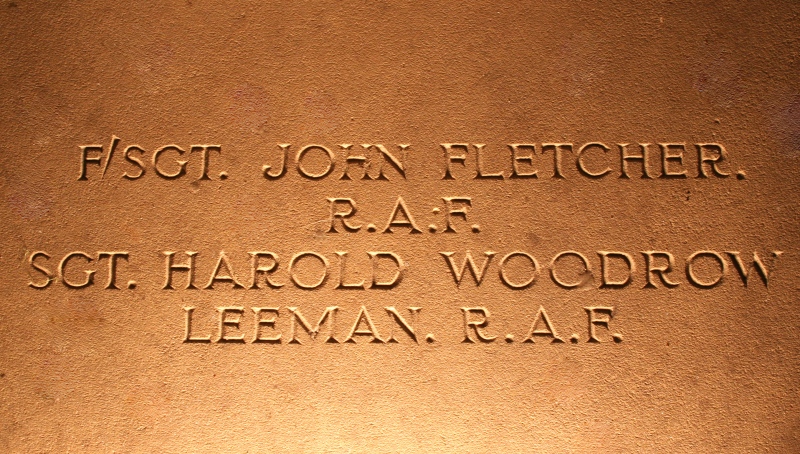 F/SGT. JOHN FLETCHER.
R.A.F.
SGT. HAROLD WOODROW
LEEMAN. R.A.F.